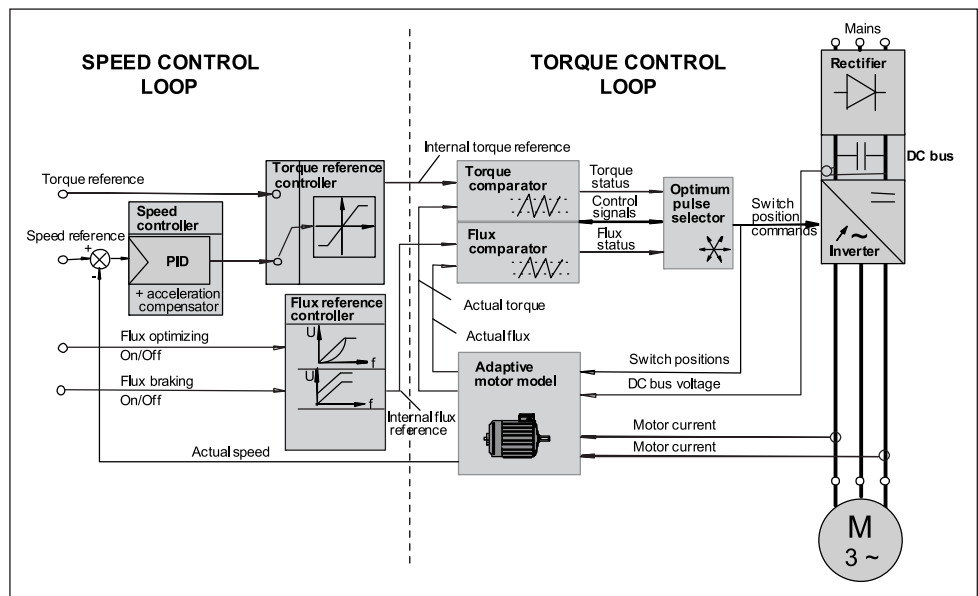 SPEED CONTROL
LOOP
TORQUE CONTROL
LOOP
Mains
Rectifier
DC bus
Internal torque reference
Torque reference
Torque reference
controller
Torque
comparator
Torque
status
Control
signals
Flux
status
Optimum
pulse
selector
Switch
position
commands
~
Inverter
Speed
controller
Speed reference
+
-
PID
+ acceleration
compensator
Flux comparator
Actual torque
Actual flux
Flux reference
controller
U
f
U
f
Flux optimizing
On/Off
Flux braking
On/Off
Internal flux
reference
Adaptive
motor model
Switch positions
DC bus voltage
Motor current
Motor current
Actual speed
M
3 ~